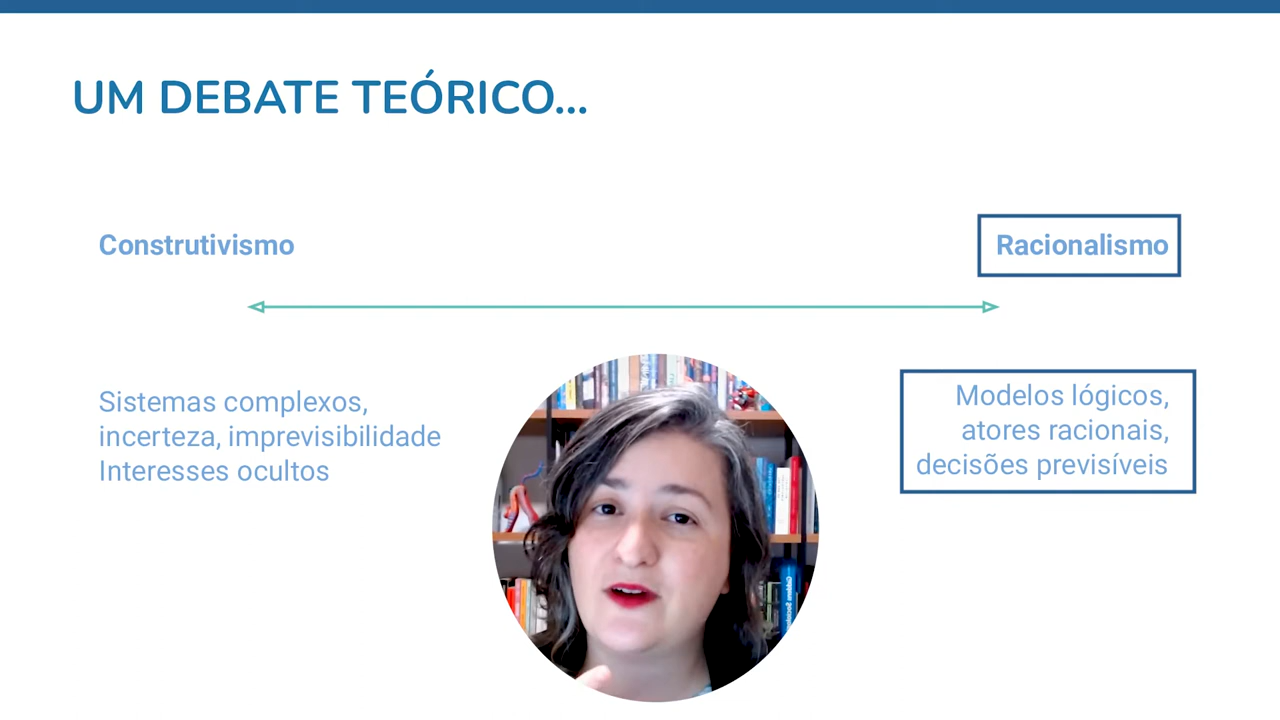 UM DEBATE TEÓRICO...
Construtivismo
Racionalismo
Sistemas complexos,
incerteza, imprevisibilidade
Interesses ocultos
Modelos lógicos,
atores racionais,
decisões previsíveis